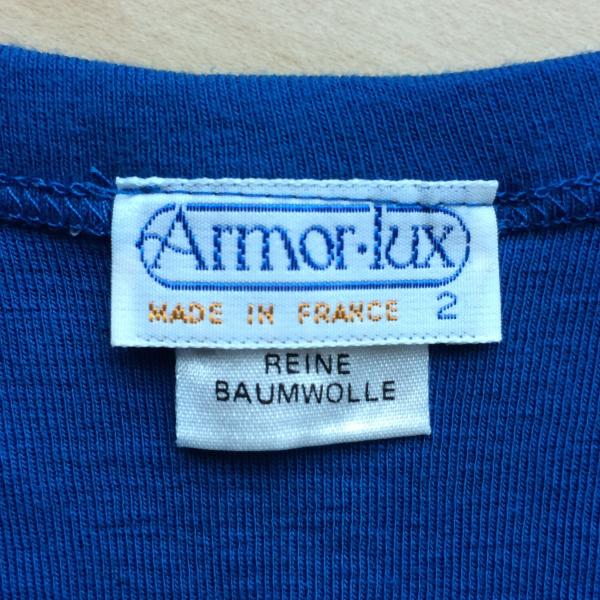 Armor·lux
MADE IN FRANCE 2
REINE
BAUMWOLLE